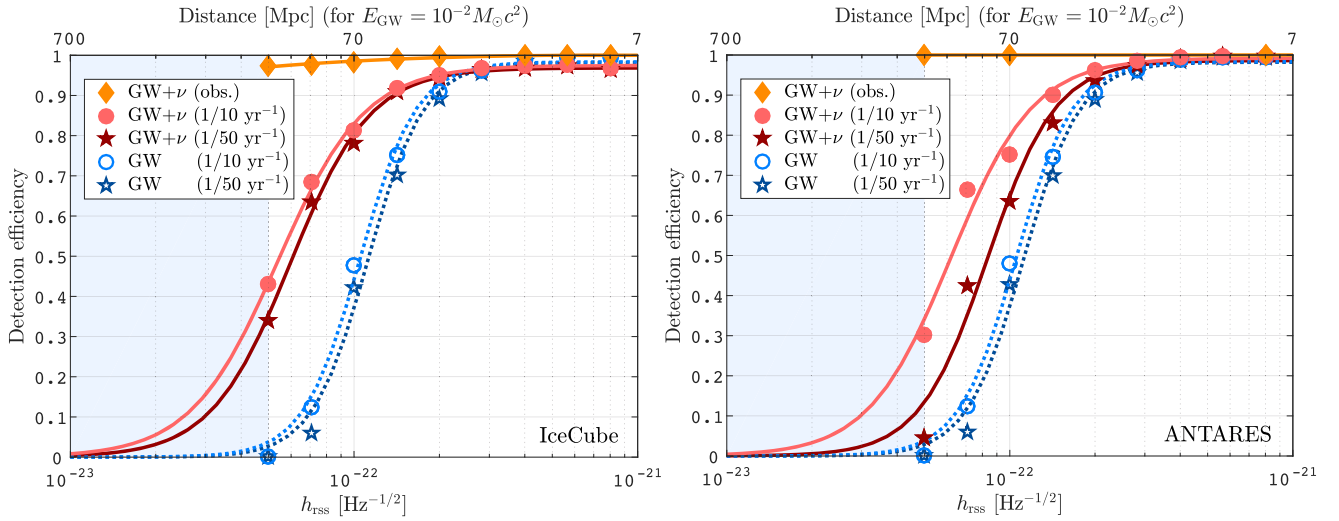 Distance [Mpc] (for E_GW = 10^−2 M_⊙c^2)
700 70 7
1
0.9
0.8
0.7
0.6
0.5
0.4
0.3
0.2
0.1
0
Detection efficiency
GW+ν (obs.)
GW+ν (1/10 yr^−1)
GW+ν (1/50 yr^−1)
GW (1/10 yr^−1)
GW (1/50 yr^−1)
IceCube
10^−23 10^−22 10^−21
h_rss [Hz^−1/2]
Distance [Mpc] (for E_GW = 10^−2 M_⊙c^2)
700 70 7
1
0.9
0.8
0.7
0.6
0.5
0.4
0.3
0.2
0.1
0
Detection efficiency
GW+ν (obs.)
GW+ν (1/10 yr^−1)
GW+ν (1/50 yr^−1)
GW (1/10 yr^−1)
GW (1/50 yr^−1)
ANTARES
10^−23 10^−22 10^−21
h_rss [Hz^−1/2]